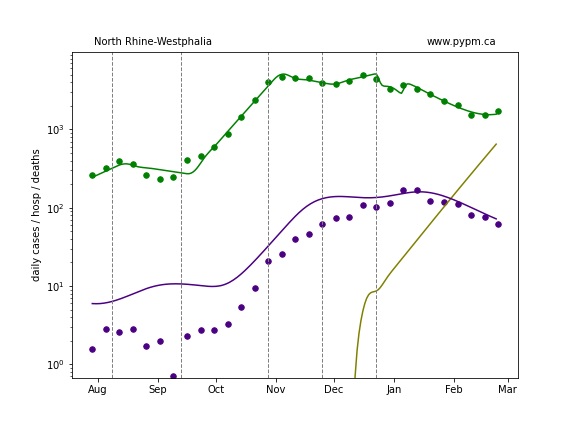 North Rhine-Westphalia www.pypm.ca
daily cases / hosp / deaths
10³
10²
10¹
10⁰
Aug Sep Oct Nov Dec Jan Feb Mar